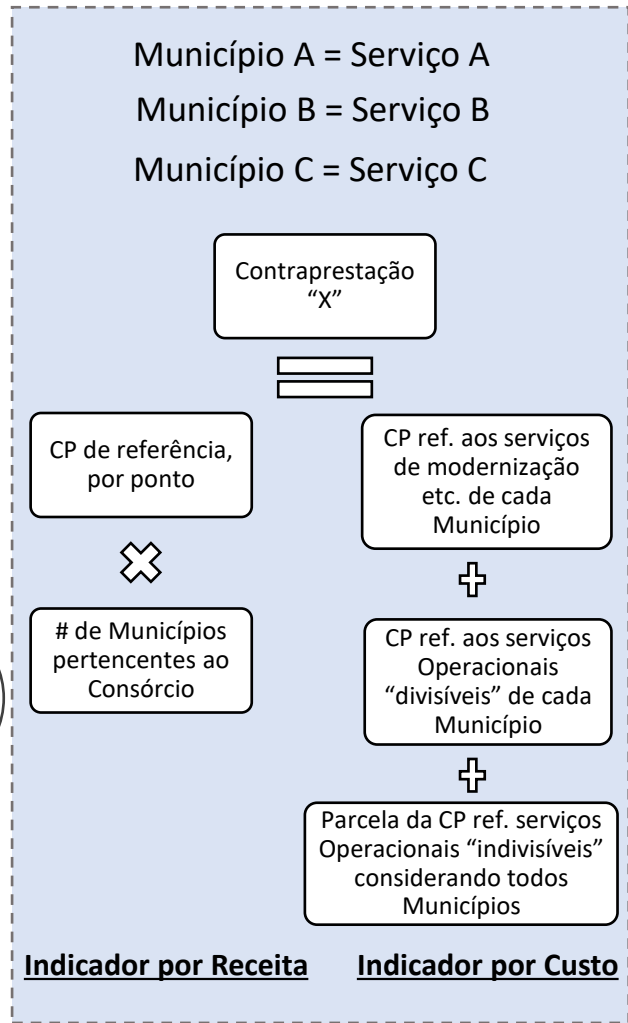 Município A = Serviço A
Município B = Serviço B
Município C = Serviço C
Contraprestação
“X”
CP de referência,
por ponto
# de Municípios
pertencentes ao
Consórcio
Indicador por Receita
CP ref. aos serviços
de modernização
etc. de cada
Município
CP ref. aos serviços
Operacionais
“divisíveis” de cada
Município
Parcela da CP ref. serviços
Operacionais “indivisíveis”
considerando todos
Municípios
Indicador por Custo